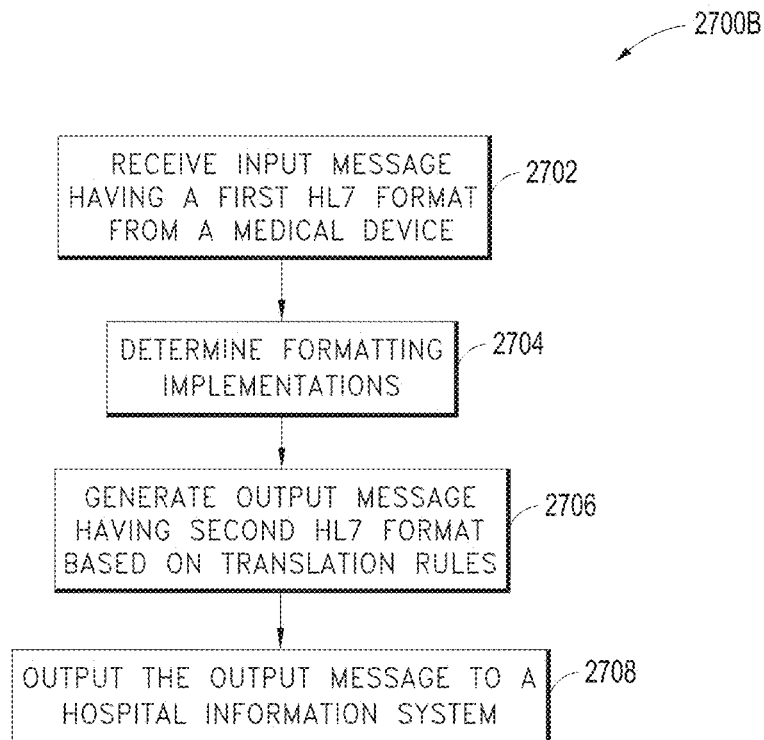 2700B
RECEIVE INPUT MESSAGE
HAVING A FIRST HL7 FORMAT
FROM A MEDICAL DEVICE
2702
DETERMINE FORMATTING
IMPLEMENTATIONS
2704
GENERATE OUTPUT MESSAGE
HAVING SECOND HL7 FORMAT
BASED ON TRANSLATION RULES
2706
OUTPUT THE OUTPUT MESSAGE TO A
HOSPITAL INFORMATION SYSTEM
2708